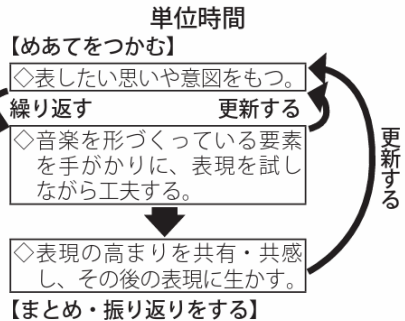 単位時間
【めあてをつかむ】
◇表したい思いや意図をもつ。
繰り返す 更新する
◇音楽を形づくっている要素
を手がかりに、表現を試し
ながら工夫する。
更新する
◇表現の高まりを共有・共感
し、その後の表現に生かす。
【まとめ・振り返りをする】